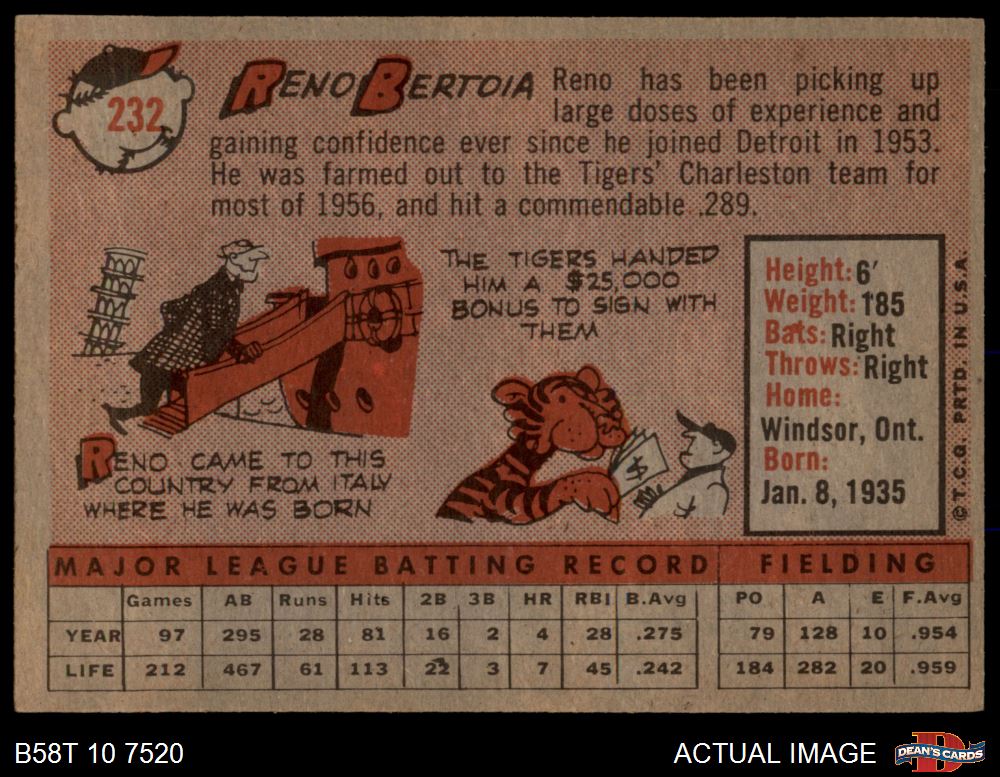 232
RENO BERTOIA
Reno has been picking up
large doses of experience and
gaining confidence ever since he joined Detroit in 1953.
He was farmed out to the Tigers' Charleston team for
most of 1956, and hit a commendable .289.
THE TIGERS HANDED
HIM A $25,000
BONUS TO SIGN WITH
THEM
$
RENO CAME TO THIS
COUNTRY FROM ITALY
WHERE HE WAS BORN
Height: 6'
Weight: 185
Bats: Right
Throws: Right
Home:
Windsor, Ont.
Born:
Jan. 8, 1935
© T.C.G. PRTD. IN U.S.A.
MAJOR LEAGUE BATTING RECORD FIELDING
Games AB Runs Hits 2B 3B HR RBI B.Avg PO A E F.Avg
YEAR 97 295 28 81 16 2 4 28 .275 79 128 10 .954
LIFE 212 467 61 113 22 3 7 45 .242 184 282 20 .959
B58T 10 7520
ACTUAL IMAGE
D
DEAN'S CARDS